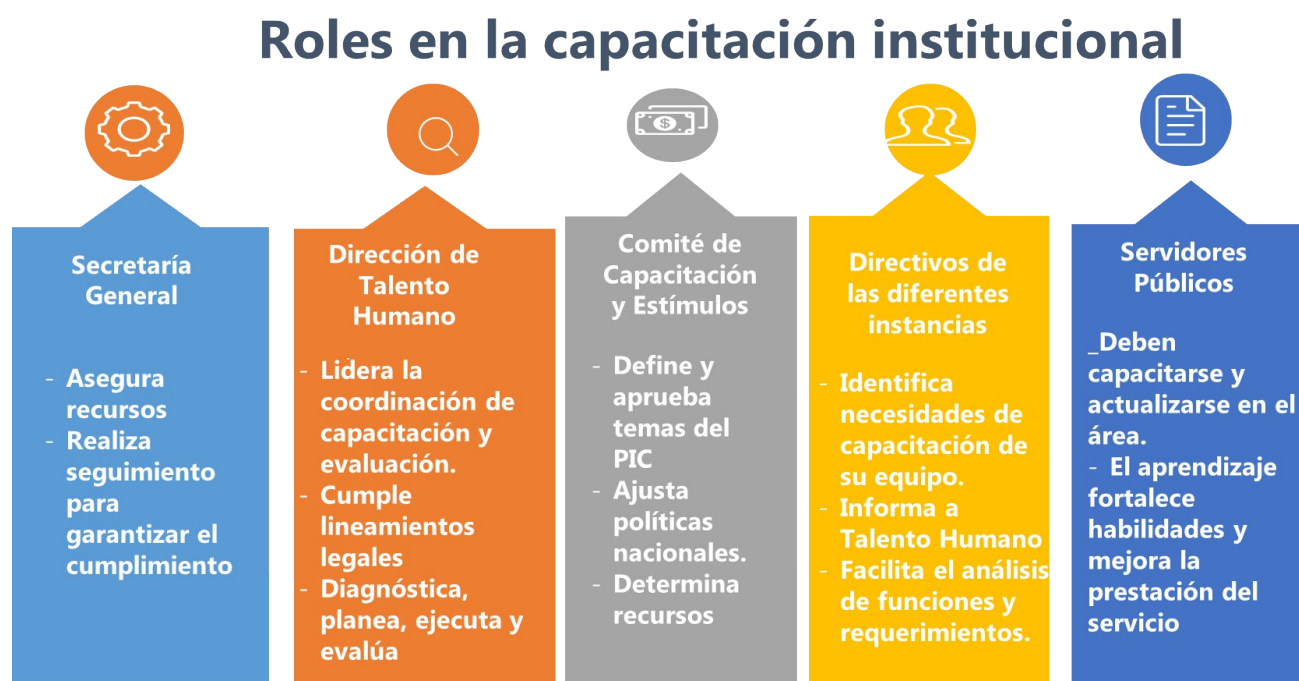 Roles en la capacitación institucional
Secretaría
General
- Asegura
recursos
- Realiza
seguimiento
para
garantizar el
cumplimiento
Dirección de
Talento
Humano
- Lidera la
coordinación de
capacitación y
evaluación.
- Cumple
lineamientos
legales
- Diagnóstica,
planea, ejecuta y
evalúa
$
Comité de
Capacitación
y Estímulos
- Define y
aprueba
temas del
PIC
- Ajusta
políticas
nacionales.
- Determina
recursos
Directivos de
las diferentes
instancias
- Identifica
necesidades de
capacitación de
su equipo.
- Informa a
Talento Humano
- Facilita el análisis
de funciones y
requerimientos.
Servidores
Públicos
_Deben
capacitarse y
actualizarse en el
área.
- El aprendizaje
fortalece
habilidades y
mejora la
prestación del
servicio